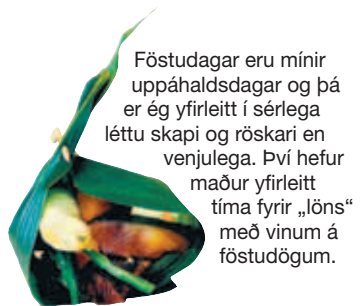 Föstudagar eru mínir
uppáhaldsdagar og þá
er ég yfirleitt í sérlega
léttu skapi og röskari en
venjulega. Því hefur
maður yfirleitt
tíma fyrir „löns“
með vinum á
föstudögum.